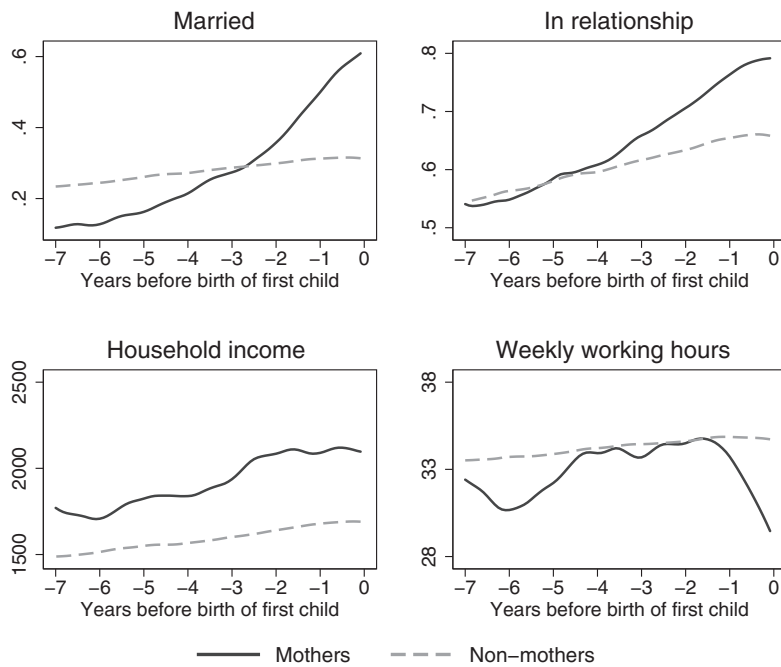 Married
.6
.4
.2
−7 −6 −5 −4 −3 −2 −1 0
Years before birth of first child
In relationship
.8
.7
.6
.5
−7 −6 −5 −4 −3 −2 −1 0
Years before birth of first child
Household income
2500
2000
1500
−7 −6 −5 −4 −3 −2 −1 0
Years before birth of first child
Weekly working hours
38
33
28
−7 −6 −5 −4 −3 −2 −1 0
Years before birth of first child
Mothers Non−mothers